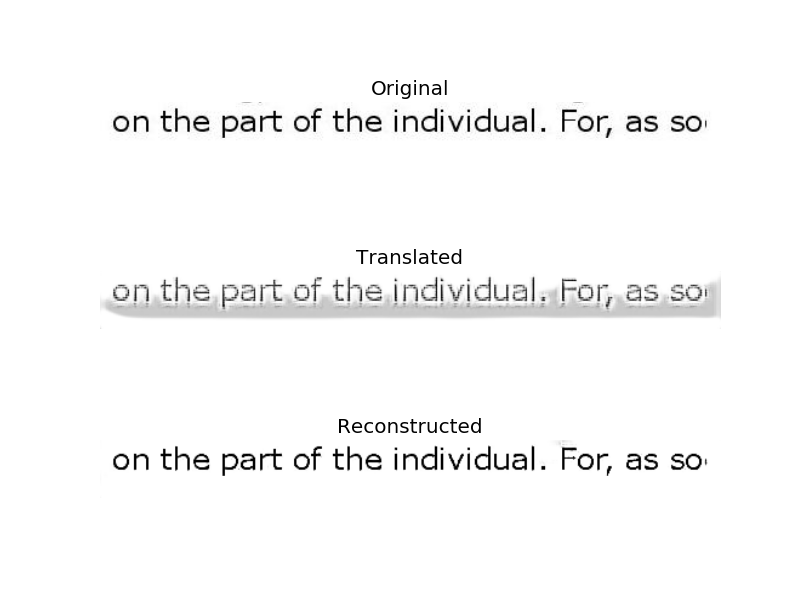 Original
on the part of the individual. For, as so
Translated
on the part of the individual. For, as so
Reconstructed
on the part of the individual. For, as so